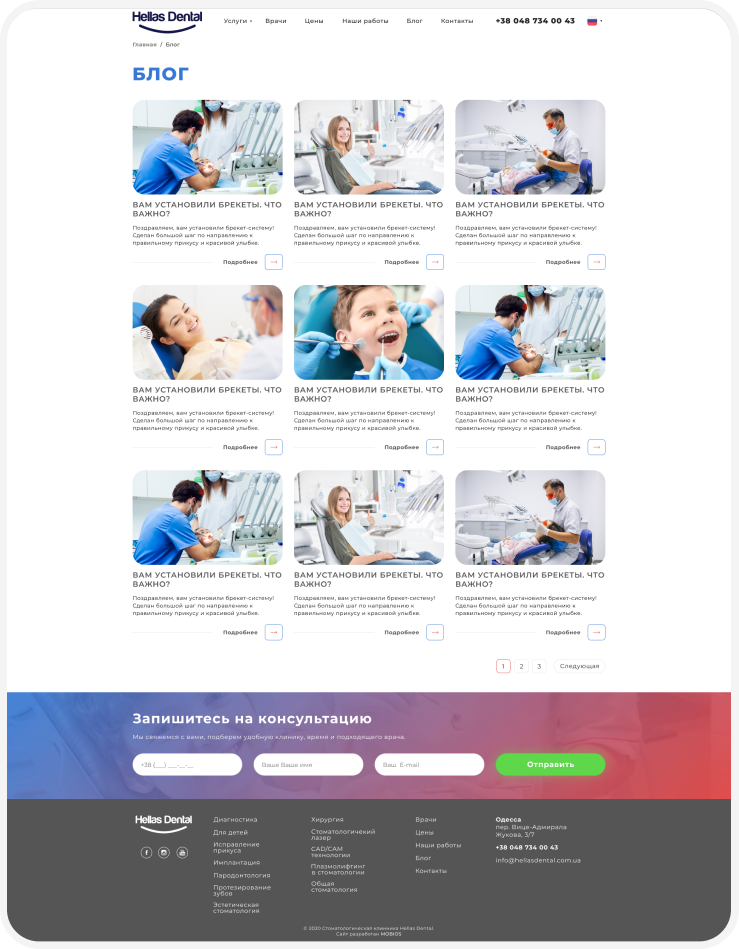 Hellas Dental
Услуги
Врачи
Цены
Наши работы
Блог
Контакты
+38 048 734 00 43
Главная / Блог
БЛОГ
ВАМ УСТАНОВИЛИ БРЕКЕТЫ. ЧТО
ВАЖНО?
Поздравляем, вам установили брекет-систему!
Сделан большой шаг по направлению к
правильному прикусу и красивой улыбке.
Подробнее
ВАМ УСТАНОВИЛИ БРЕКЕТЫ. ЧТО
ВАЖНО?
Поздравляем, вам установили брекет-систему!
Сделан большой шаг по направлению к
правильному прикусу и красивой улыбке.
Подробнее
ВАМ УСТАНОВИЛИ БРЕКЕТЫ. ЧТО
ВАЖНО?
Поздравляем, вам установили брекет-систему!
Сделан большой шаг по направлению к
правильному прикусу и красивой улыбке.
Подробнее
ВАМ УСТАНОВИЛИ БРЕКЕТЫ. ЧТО
ВАЖНО?
Поздравляем, вам установили брекет-систему!
Сделан большой шаг по направлению к
правильному прикусу и красивой улыбке.
Подробнее
ВАМ УСТАНОВИЛИ БРЕКЕТЫ. ЧТО
ВАЖНО?
Поздравляем, вам установили брекет-систему!
Сделан большой шаг по направлению к
правильному прикусу и красивой улыбке.
Подробнее
ВАМ УСТАНОВИЛИ БРЕКЕТЫ. ЧТО
ВАЖНО?
Поздравляем, вам установили брекет-систему!
Сделан большой шаг по направлению к
правильному прикусу и красивой улыбке.
Подробнее
ВАМ УСТАНОВИЛИ БРЕКЕТЫ. ЧТО
ВАЖНО?
Поздравляем, вам установили брекет-систему!
Сделан большой шаг по направлению к
правильному прикусу и красивой улыбке.
Подробнее
ВАМ УСТАНОВИЛИ БРЕКЕТЫ. ЧТО
ВАЖНО?
Поздравляем, вам установили брекет-систему!
Сделан большой шаг по направлению к
правильному прикусу и красивой улыбке.
Подробнее
ВАМ УСТАНОВИЛИ БРЕКЕТЫ. ЧТО
ВАЖНО?
Поздравляем, вам установили брекет-систему!
Сделан большой шаг по направлению к
правильному прикусу и красивой улыбке.
Подробнее
1
2
3
Следующая
Запишитесь на консультацию
Мы свяжемся с вами, подберем удобную клинику, время и подходящего врача.
+38 (___) ___-__-__
Ваше Ваше имя
Ваш E-mail
Отправить
Hellas Dental
Диагностика
Для детей
Исправление
прикуса
Имплантация
Пародонтология
Протезирование
зубов
Эстетическая
стоматология
Хирургия
Стоматологичекий
лазер
CAD/CAM
технологии
Плазмолифтинг
в стоматологии
Общая
стоматология
Врачи
Цены
Наши работы
Блог
Контакты
Одесса
пер. Вице-Адмирала
Жукова, 3/7
+38 048 734 00 43
info@hellasdental.com.ua
© 2020 Стоматологическая клиника Hellas Dental
Сайт разработан MOBIOS